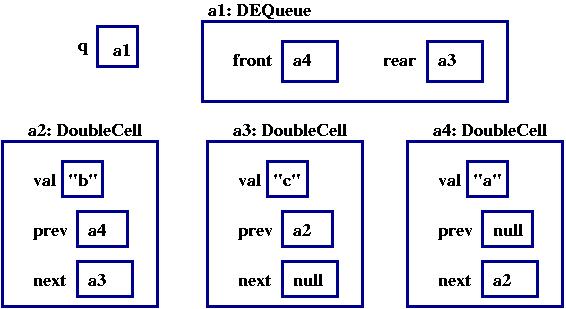 a1: DEQueue
q a1
front a4 rear a3
a2: DoubleCell a3: DoubleCell a4: DoubleCell
val "b" val "c" val "a"
prev a4 prev a2 prev null
next a3 next null next a2